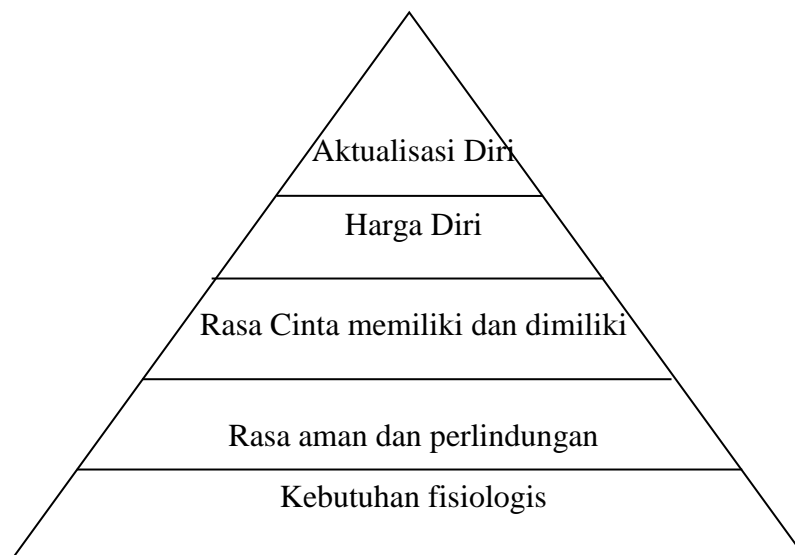 Aktualisasi Diri
Harga Diri
Rasa Cinta memiliki dan dimiliki
Rasa aman dan perlindungan
Kebutuhan fisiologis